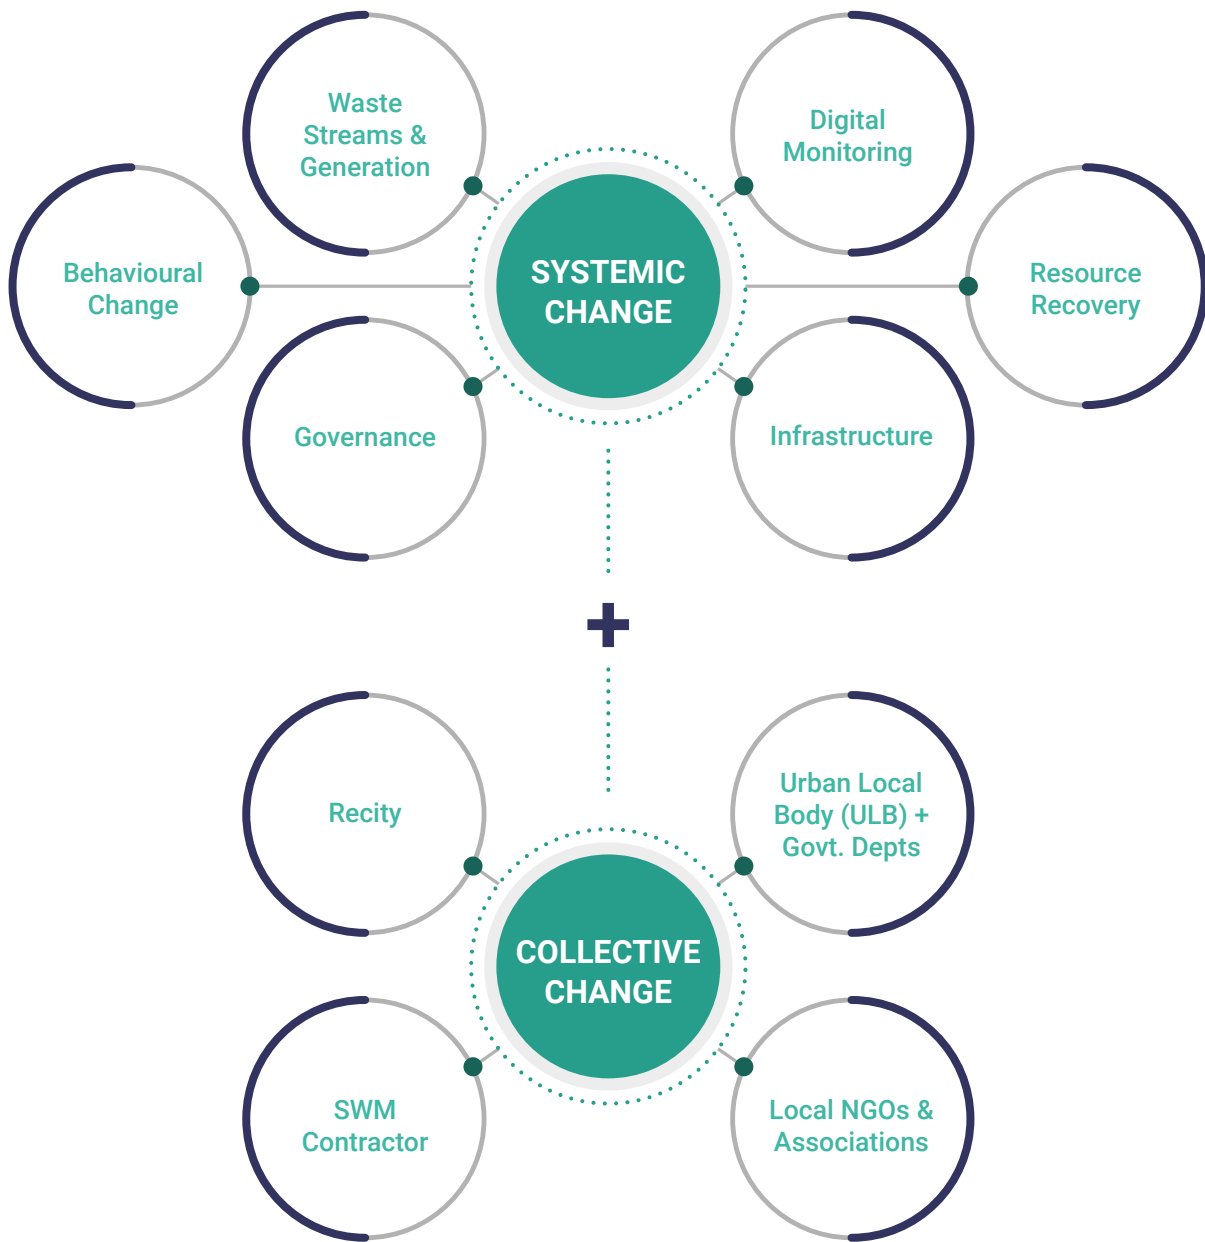 Waste
Streams &
Generation
Digital
Monitoring
Behavioural
Change
SYSTEMIC
CHANGE
Resource
Recovery
Governance
Infrastructure
+
Recity
Urban Local
Body (ULB) +
Govt. Depts
COLLECTIVE
CHANGE
SWM
Contractor
Local NGOs &
Associations